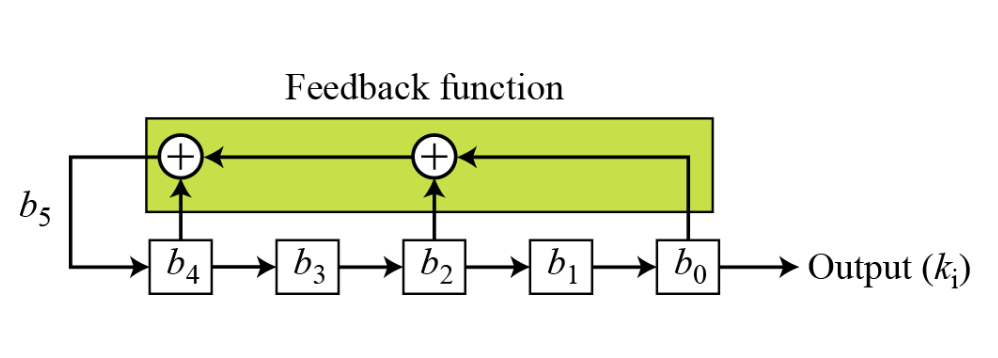 Feedback function
b₅
b₄ b₃ b₂ b₁ b₀ Output (kᵢ)